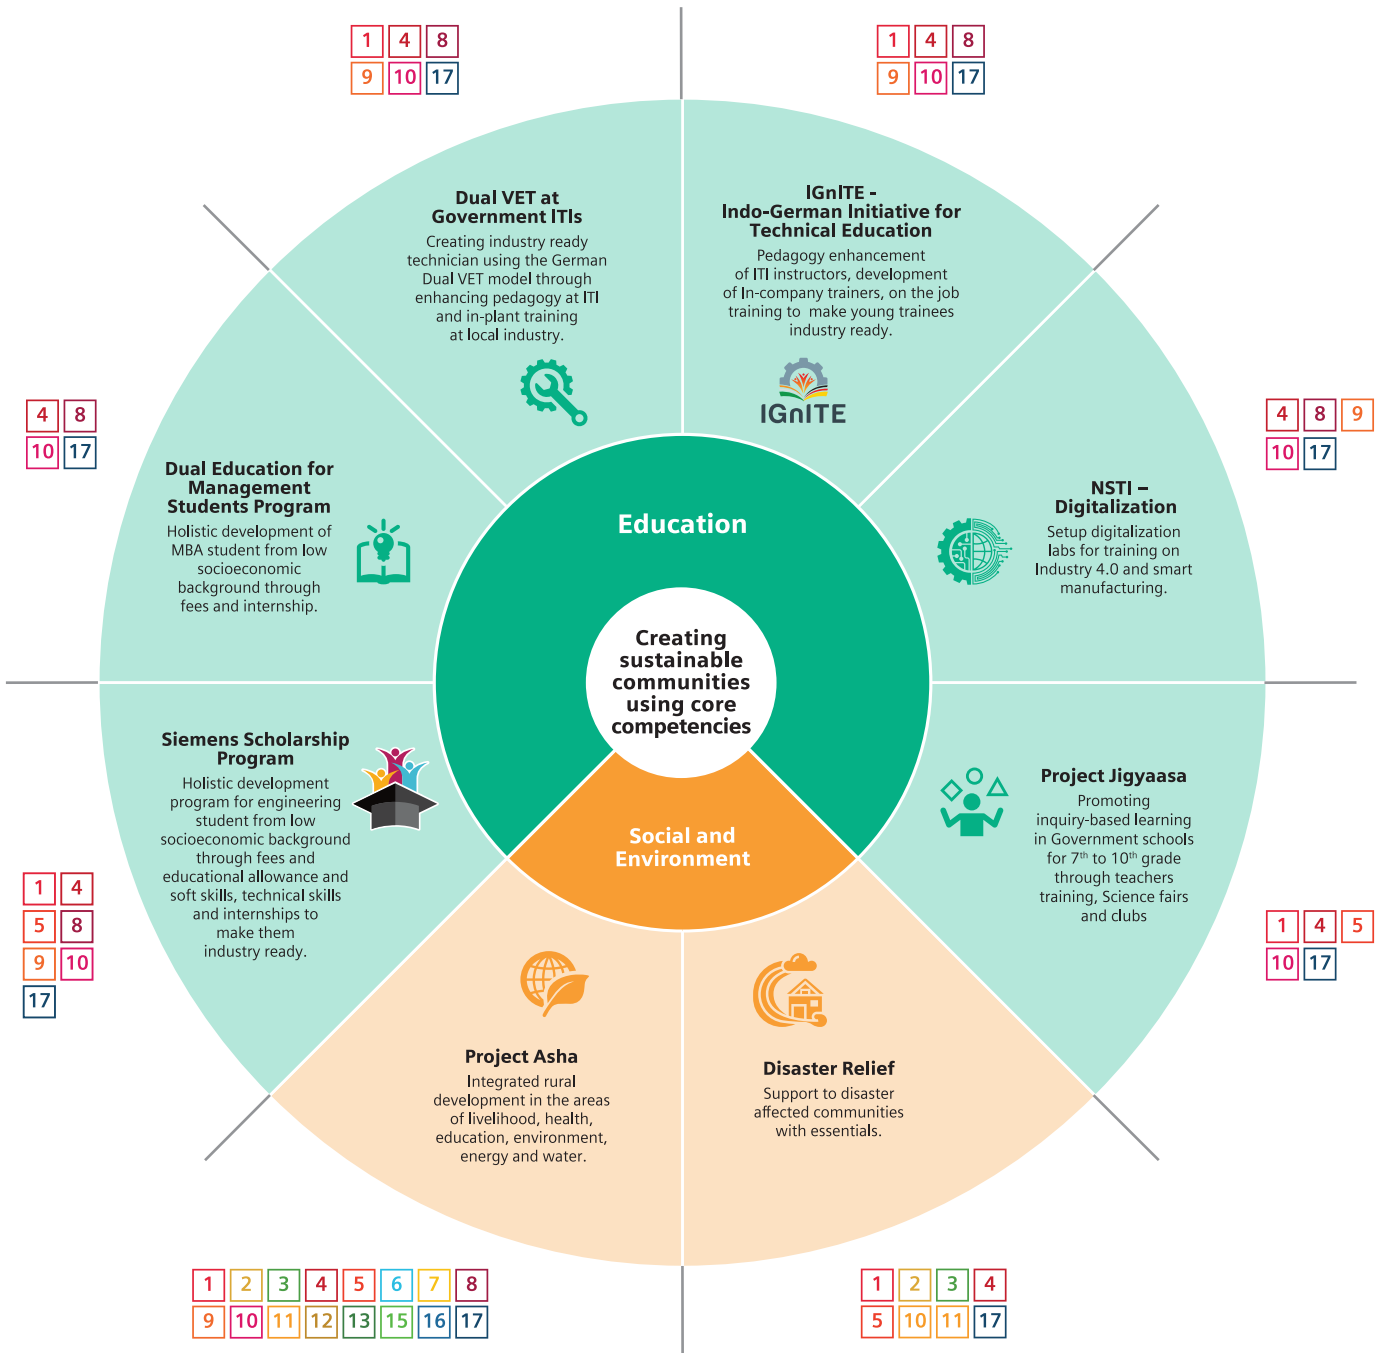 1 4 8
9 10 17
1 4 8
9 10 17
Dual VET at
Government ITIs
Creating industry ready
technician using the German
Dual VET model through
enhancing pedagogy at ITI
and in-plant training
at local industry.
IGnITE -
Indo-German Initiative for
Technical Education
Pedagogy enhancement
of ITI instructors, development
of In-company trainers, on the job
training to make young trainees
industry ready.
IGnITE
4 8
10 17
Dual Education for
Management
Students Program
Holistic development of
MBA student from low
socioeconomic
background through
fees and internship.
4 8 9
10 17
NSTI –
Digitalization
Setup digitalization
labs for training on
Industry 4.0 and smart
manufacturing.
Education
Creating
sustainable
communities
using core
competencies
Social and
Environment
Siemens Scholarship
Program
Holistic development
program for engineering
student from low
socioeconomic background
through fees and
educational allowance and
soft skills, technical skills
and internships to
make them
industry ready.
1 4
5 8
9 10
17
Project Jigyaasa
Promoting
inquiry-based learning
in Government schools
for 7th to 10th grade
through teachers
training, Science fairs
and clubs
1 4 5
10 17
Project Asha
Integrated rural
development in the areas
of livelihood, health,
education, environment,
energy and water.
Disaster Relief
Support to disaster
affected communities
with essentials.
1 2 3 4 5 6 7 8
9 10 11 12 13 15 16 17
1 2 3 4
5 10 11 17